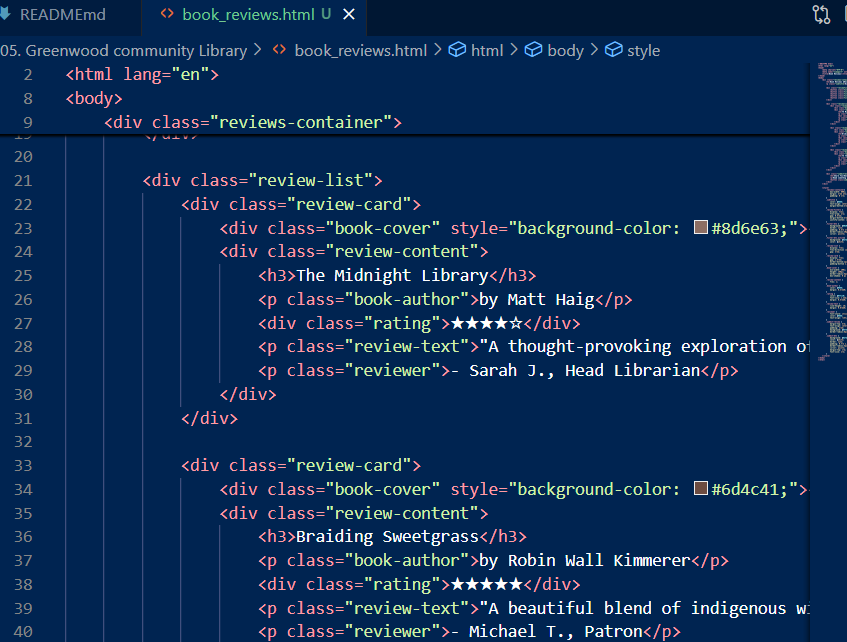 READMEmd
<> book_reviews.html U ×
05. Greenwood community Library > <> book_reviews.html > html > body > style
2 <html lang="en">
8 <body>
9 <div class="reviews-container">
19 </div>
20
21 <div class="review-list">
22 <div class="review-card">
23 <div class="book-cover" style="background-color: #8d6e63;">
24 <div class="review-content">
25 <h3>The Midnight Library</h3>
26 <p class="book-author">by Matt Haig</p>
27 <div class="rating">★★★★☆</div>
28 <p class="review-text">"A thought-provoking exploration of
29 <p class="reviewer">- Sarah J., Head Librarian</p>
30 </div>
31 </div>
32
33 <div class="review-card">
34 <div class="book-cover" style="background-color: #6d4c41;">
35 <div class="review-content">
36 <h3>Braiding Sweetgrass</h3>
37 <p class="book-author">by Robin Wall Kimmerer</p>
38 <div class="rating">★★★★★</div>
39 <p class="review-text">"A beautiful blend of indigenous wi
40 <p class="reviewer">- Michael T., Patron</p>